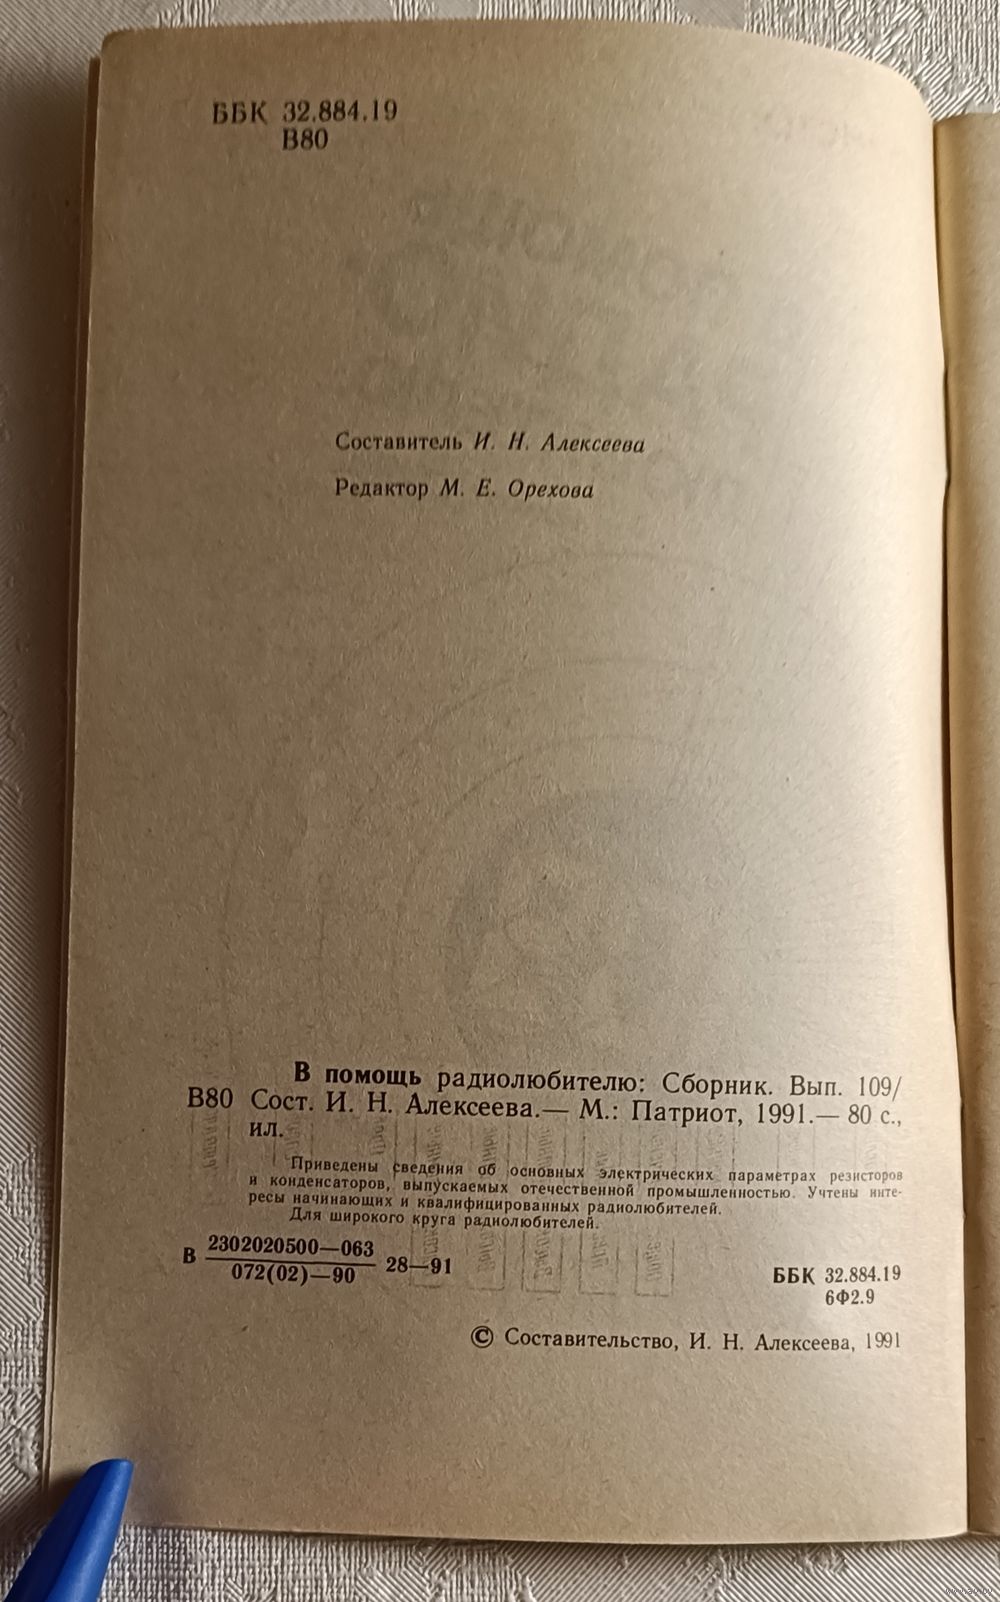 ББК 32.884.19
В80
Составитель И. Н. Алексеева
Редактор М. Е. Орехова
В помощь радиолюбителю: Сборник. Вып. 109/
В80 Сост. И. Н. Алексеева.— М.: Патриот, 1991.— 80 с.,
ил.
Приведены сведения об основных электрических параметрах резисторов
и конденсаторов, выпускаемых отечественной промышленностью. Учтены инте-
ресы начинающих и квалифицированных радиолюбителей.
Для широкого круга радиолюбителей.
В 2302020500—063
072(02)—90 28—91
ББК 32.884.19
6Ф2.9
© Составительство, И. Н. Алексеева, 1991